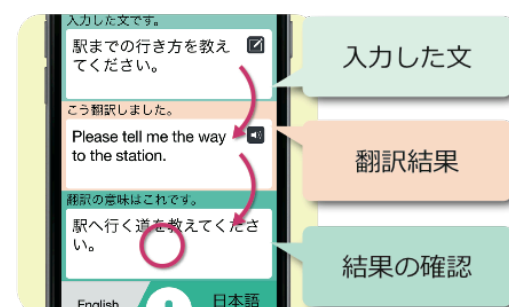 入力した文です。
駅までの行き方を教え
てください。
入力した文
こう翻訳しました。
Please tell me the way
to the station.
翻訳結果
翻訳の意味はこれです。
駅へ行く道を教えてくださ
い。
結果の確認
English
日本語